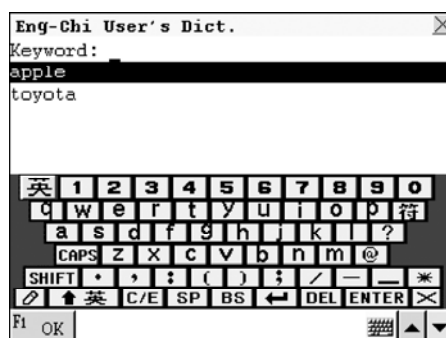 Eng-Chi User's Dict.
Keyword:
apple
toyota
英 1 2 3 4 5 6 7 8 9 0
q w e r t y u i o p 符
a s d f g h j k l ?
CAPS z x c v b n m @
SHIFT · , : ( ) ; / — _ *
英 C/E SP BS ↵ DEL ENTER
F1 OK